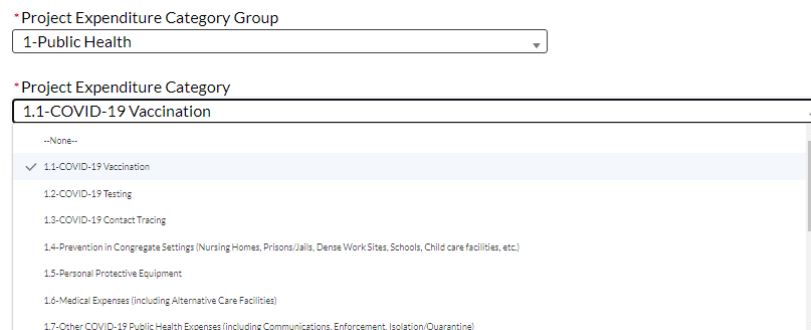 *Project Expenditure Category Group
1-Public Health
*Project Expenditure Category
1.1-COVID-19 Vaccination
--None--
1.1-COVID-19 Vaccination
1.2-COVID-19 Testing
1.3-COVID-19 Contact Tracing
1.4-Prevention in Congregate Settings (Nursing Homes, Prisons/Jails, Dense Work Sites, Schools, Child care facilities, etc.)
1.5-Personal Protective Equipment
1.6-Medical Expenses (including Alternative Care Facilities)
1.7-Other COVID-19 Public Health Expenses (including Communications, Enforcement, Isolation/Quarantine)